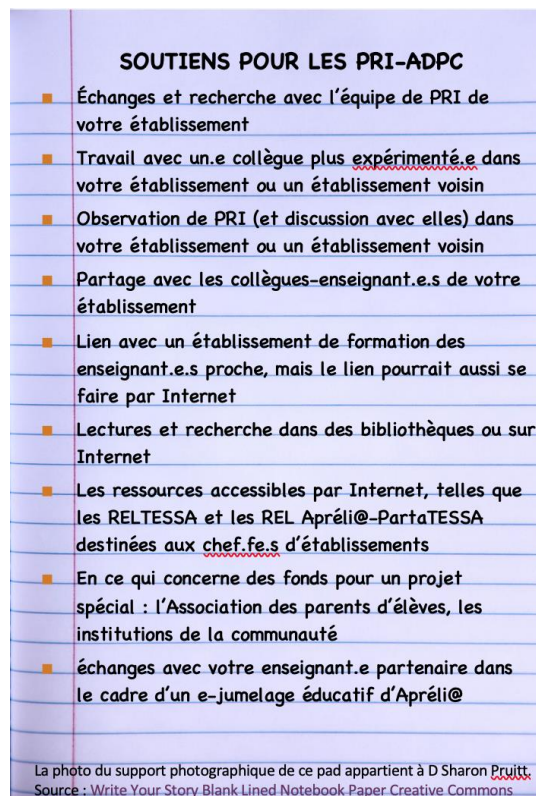 SOUTIENS POUR LES PRI-ADPC
▪ Échanges et recherche avec l'équipe de PRI de
votre établissement
▪ Travail avec un.e collègue plus expérimenté.e dans
votre établissement ou un établissement voisin
▪ Observation de PRI (et discussion avec elles) dans
votre établissement ou un établissement voisin
▪ Partage avec les collègues-enseignant.e.s de votre
établissement
▪ Lien avec un établissement de formation des
enseignant.e.s proche, mais le lien pourrait aussi se
faire par Internet
▪ Lectures et recherche dans des bibliothèques ou sur
Internet
▪ Les ressources accessibles par Internet, telles que
les RELTESSA et les REL Apréli@-PartaTESSA
destinées aux chef.fe.s d'établissements
▪ En ce qui concerne des fonds pour un projet
spécial : l'Association des parents d'élèves, les
institutions de la communauté
▪ échanges avec votre enseignant.e partenaire dans
le cadre d'un e-jumelage éducatif d'Apréli@
La photo du support photographique de ce pad appartient à D Sharon Pruitt.
Source : Write Your Story Blank Lined Notebook Paper Creative Commons